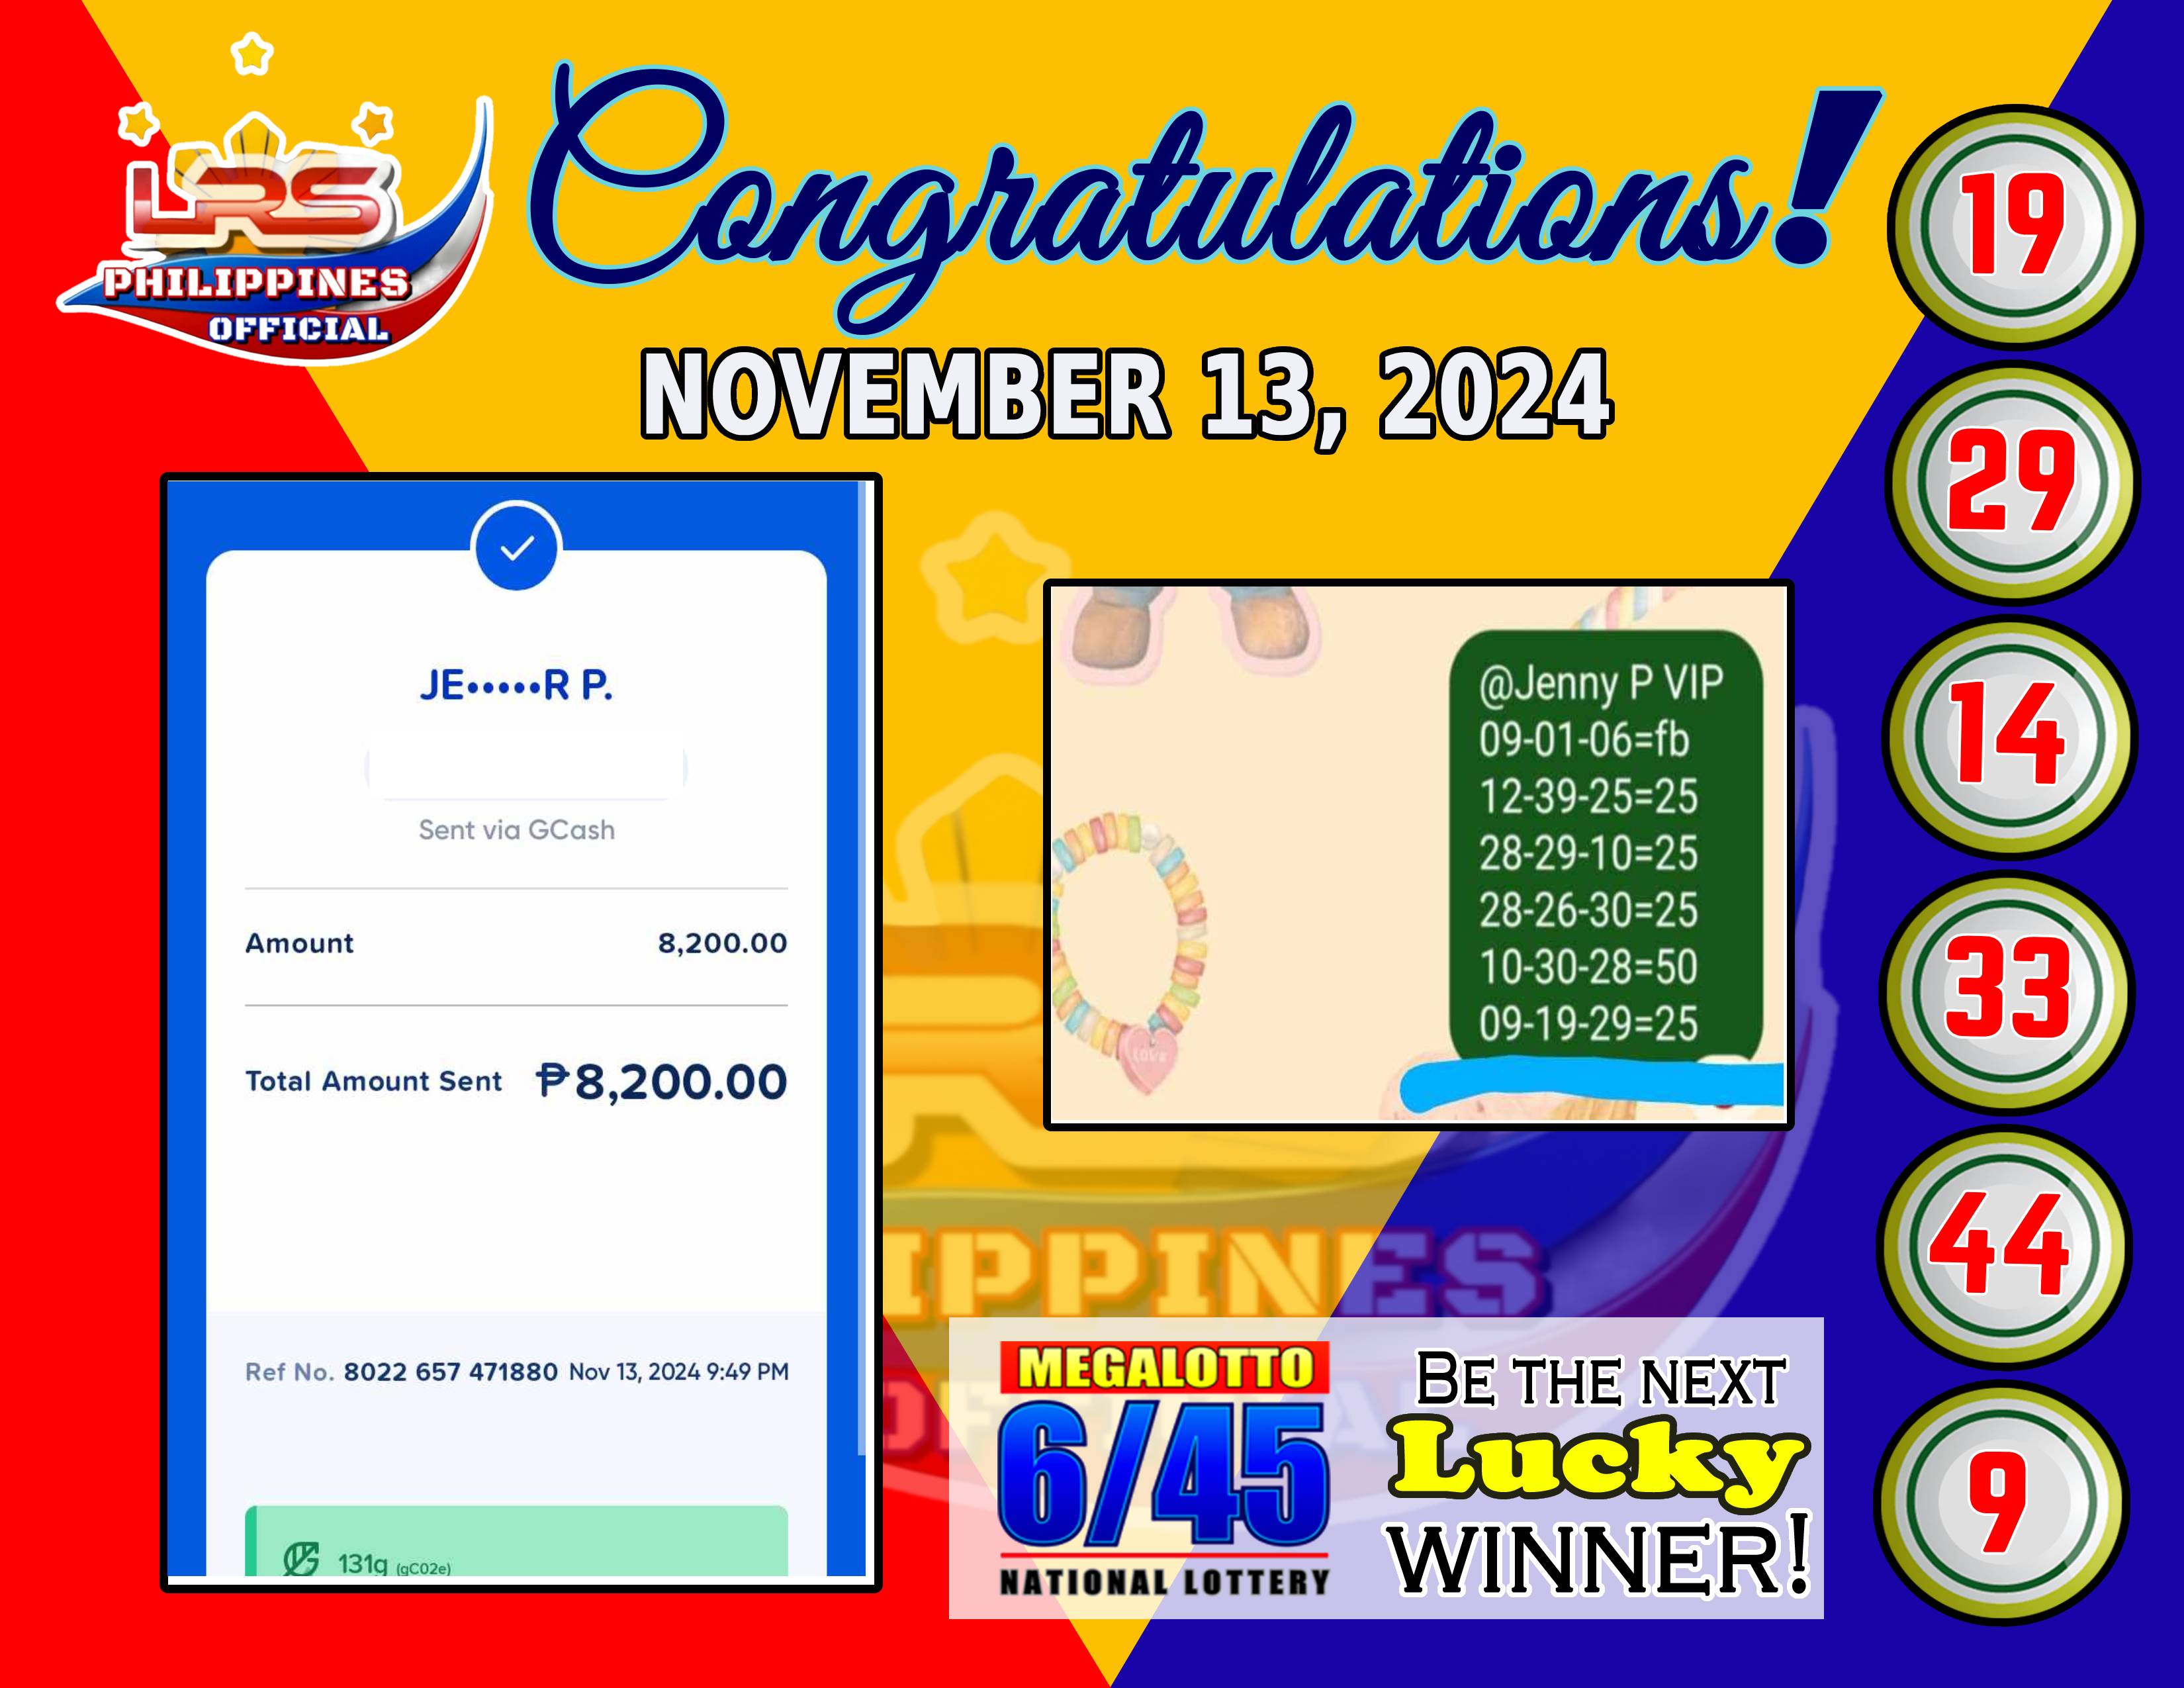 LRS
PHILIPPINES
OFFICIAL
Congratulations!
NOVEMBER 13, 2024
JE•••••R P.
Sent via GCash
Amount 8,200.00
Total Amount Sent ₱8,200.00
Ref No. 8022 657 471880 Nov 13, 2024 9:49 PM
131g (gC02e)
@Jenny P VIP
09-01-06=fb
12-39-25=25
28-29-10=25
28-26-30=25
10-30-28=50
09-19-29=25
LOVE
IPPINES
MEGALOTTO
6/45
NATIONAL LOTTERY
BE THE NEXT
Lucky
WINNER!
19
29
14
33
44
9